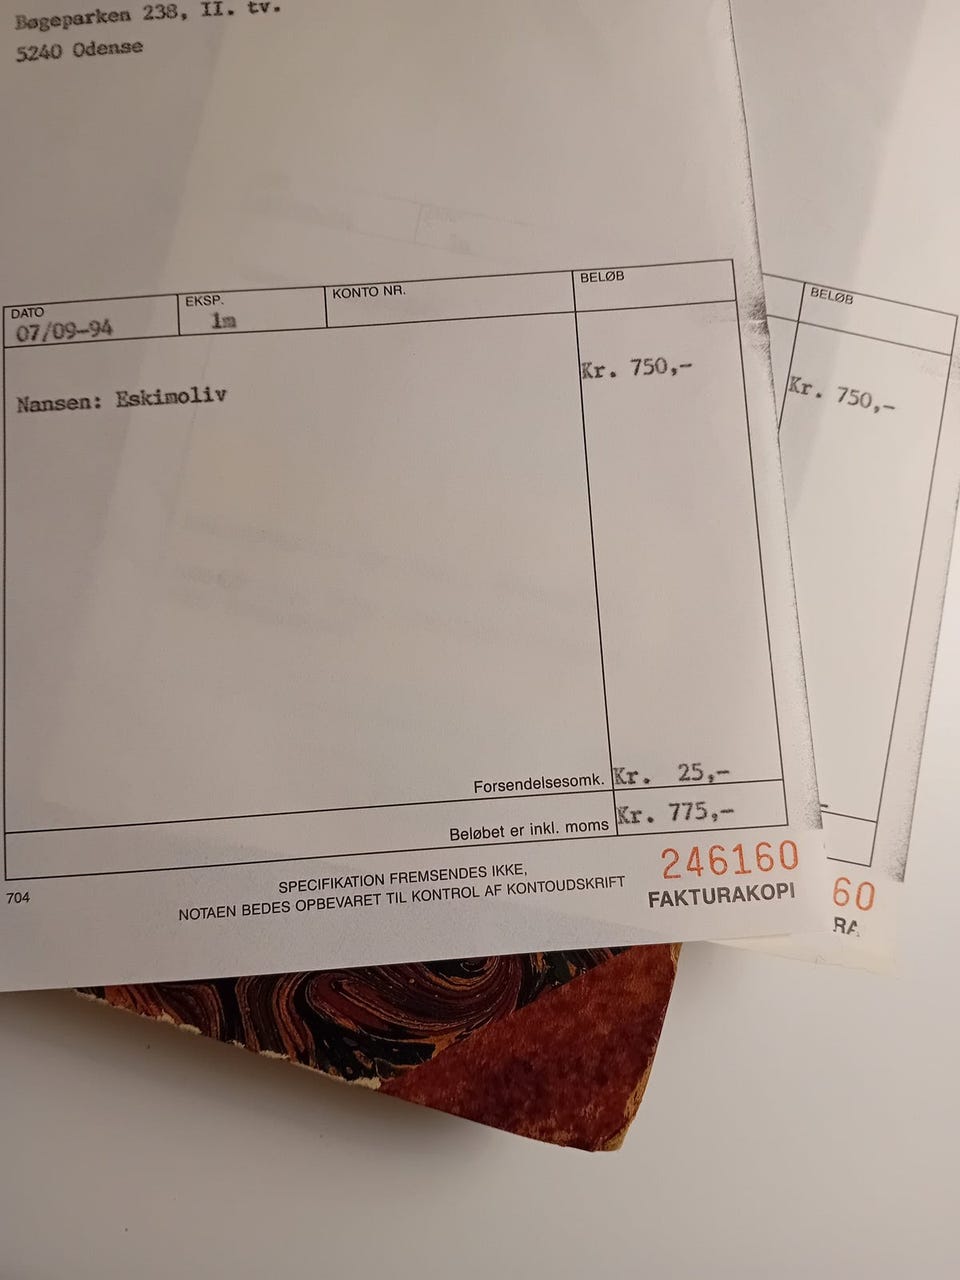 Bøgeparken 238, II. tv.
5240 Odense
DATO
07/09-94
EKSP.
1m
KONTO NR.
BELØB
Nansen: Eskimoliv
Kr. 750,-
Forsendelsesomk. Kr. 25,-
Beløbet er inkl. moms Kr. 775,-
704
SPECIFIKATION FREMSENDES IKKE,
NOTAEN BEDES OPBEVARET TIL KONTROL AF KONTOUDSKRIFT
246160
FAKTURAKOPI
BELØB
Kr. 750,-
60
RA